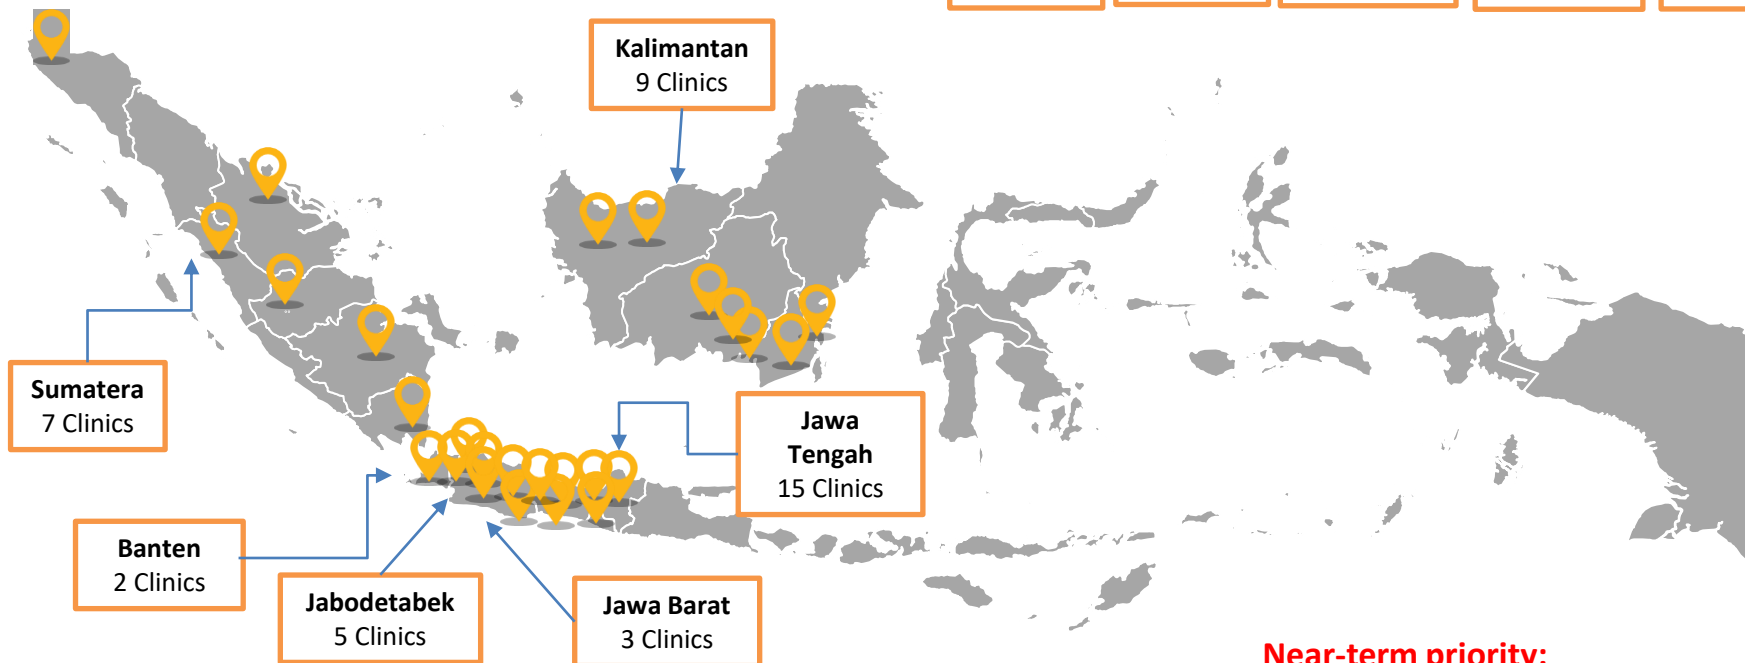 Kalimantan
9 Clinics
Sumatera
7 Clinics
Jawa
Tengah
15 Clinics
Banten
2 Clinics
Jabodetabek
5 Clinics
Jawa Barat
3 Clinics
Near-term priority: